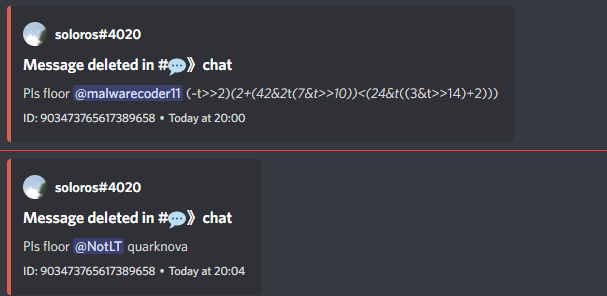 soloros#4020
Message deleted in #💬》 chat
Pls floor @malwarecoder11 (-t>>2)(2+(42&2t(7&t>>10))<(24&t((3&t>>14)+2)))
ID: 903473765617389658 • Today at 20:00
soloros#4020
Message deleted in #💬》 chat
Pls floor @NotLT quarknova
ID: 903473765617389658 • Today at 20:04